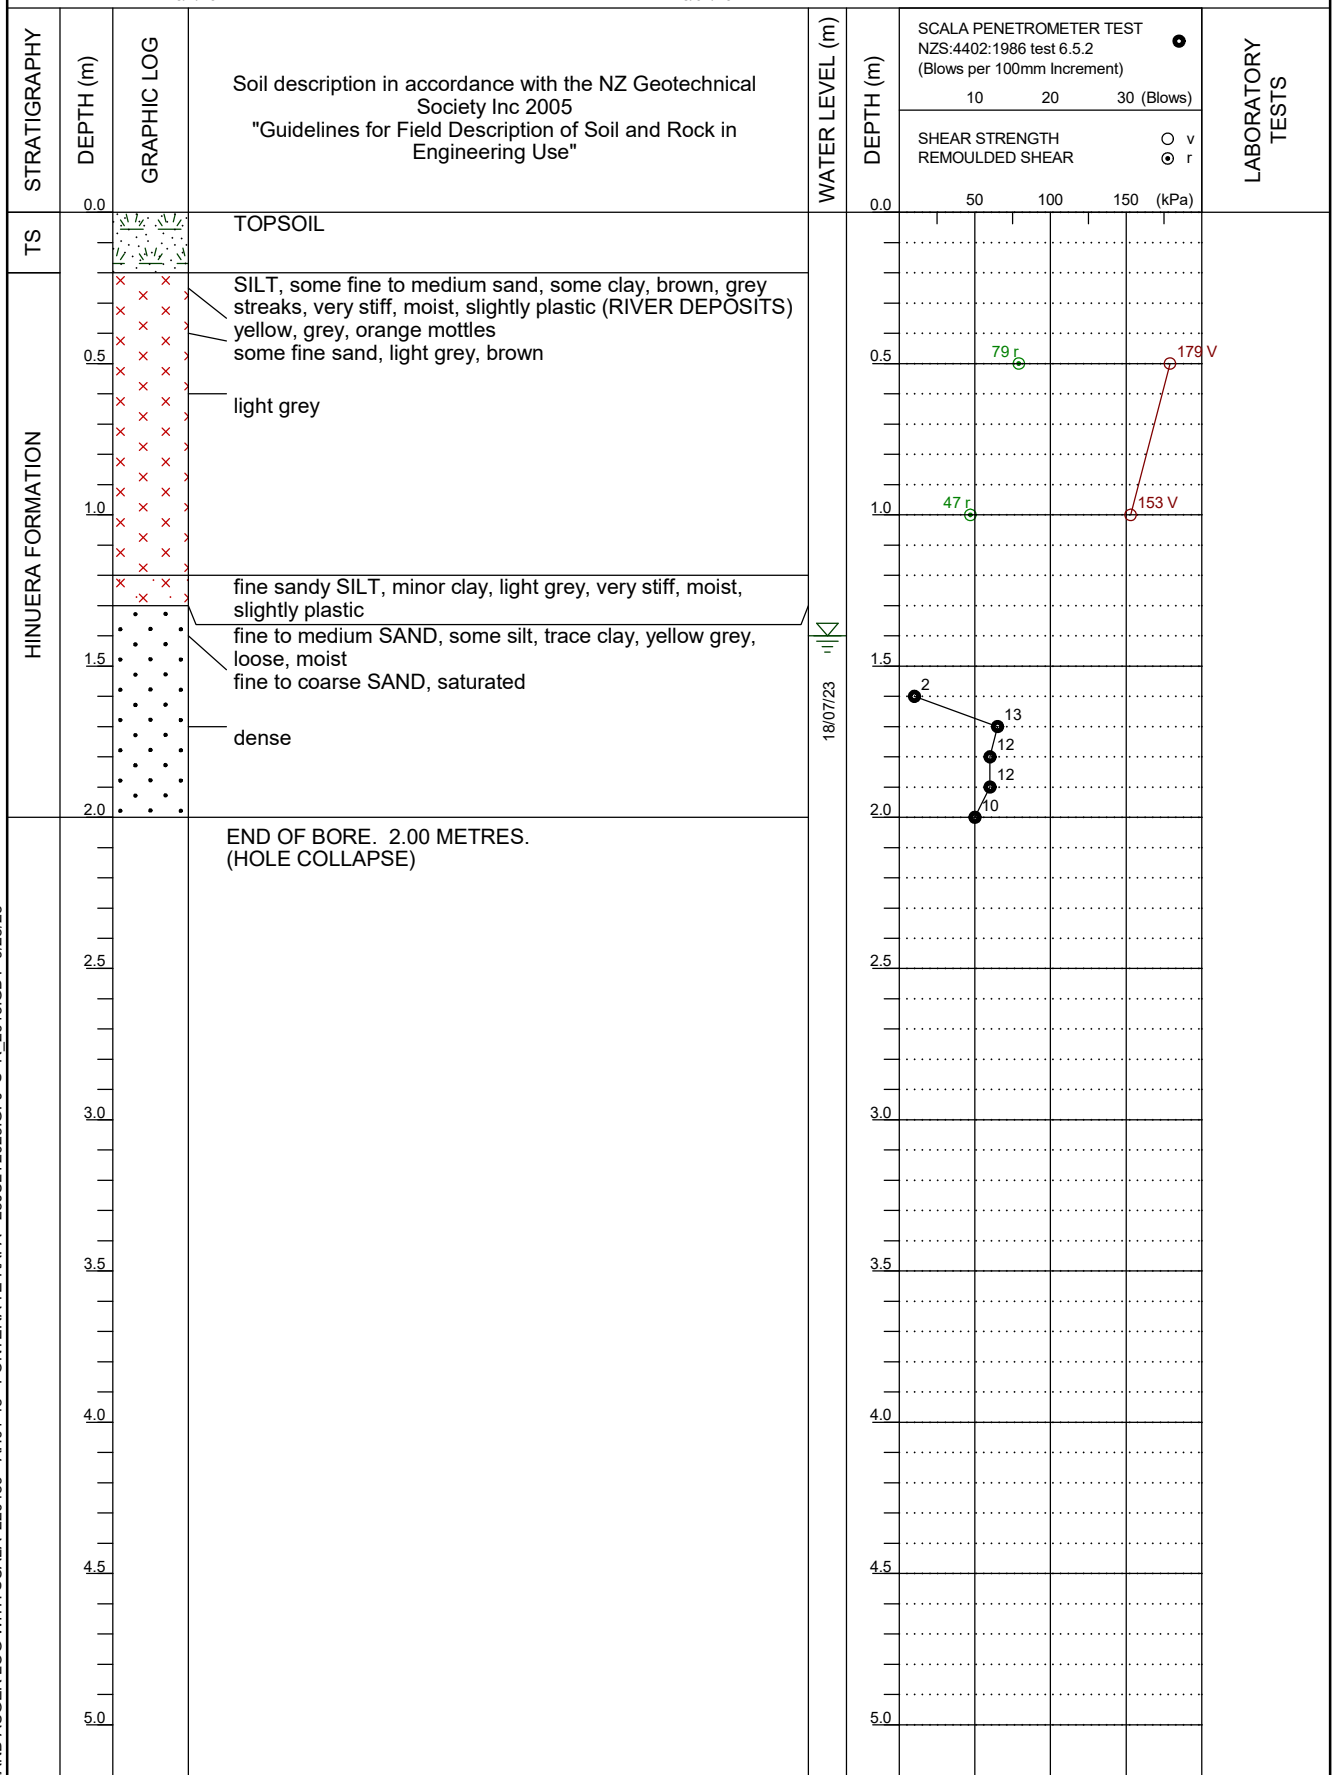 STRATIGRAPHY
DEPTH (m)
GRAPHIC LOG
Soil description in accordance with the NZ Geotechnical
Society Inc 2005
"Guidelines for Field Description of Soil and Rock in
Engineering Use"
WATER LEVEL (m)
DEPTH (m)
SCALA PENETROMETER TEST
NZS:4402:1986 test 6.5.2
(Blows per 100mm Increment)
10 20 30 (Blows)
SHEAR STRENGTH v
REMOULDED SHEAR r
50 100 150 (kPa)
LABORATORY
TESTS
0.0 0.0
TS
TOPSOIL
HINUERA FORMATION
SILT, some fine to medium sand, some clay, brown, grey
streaks, very stiff, moist, slightly plastic (RIVER DEPOSITS)
yellow, grey, orange mottles
some fine sand, light grey, brown
79 r 179 V
0.5 0.5
light grey
47 r 153 V
1.0 1.0
fine sandy SILT, minor clay, light grey, very stiff, moist,
slightly plastic
fine to medium SAND, some silt, trace clay, yellow grey,
loose, moist
1.5 1.5
fine to coarse SAND, saturated
18/07/23
2
13
dense
12
12
10
2.0 2.0
END OF BORE. 2.00 METRES.
(HOLE COLLAPSE)
2.5 2.5
3.0 3.0
3.5 3.5
4.0 4.0
4.5 4.5
5.0 5.0